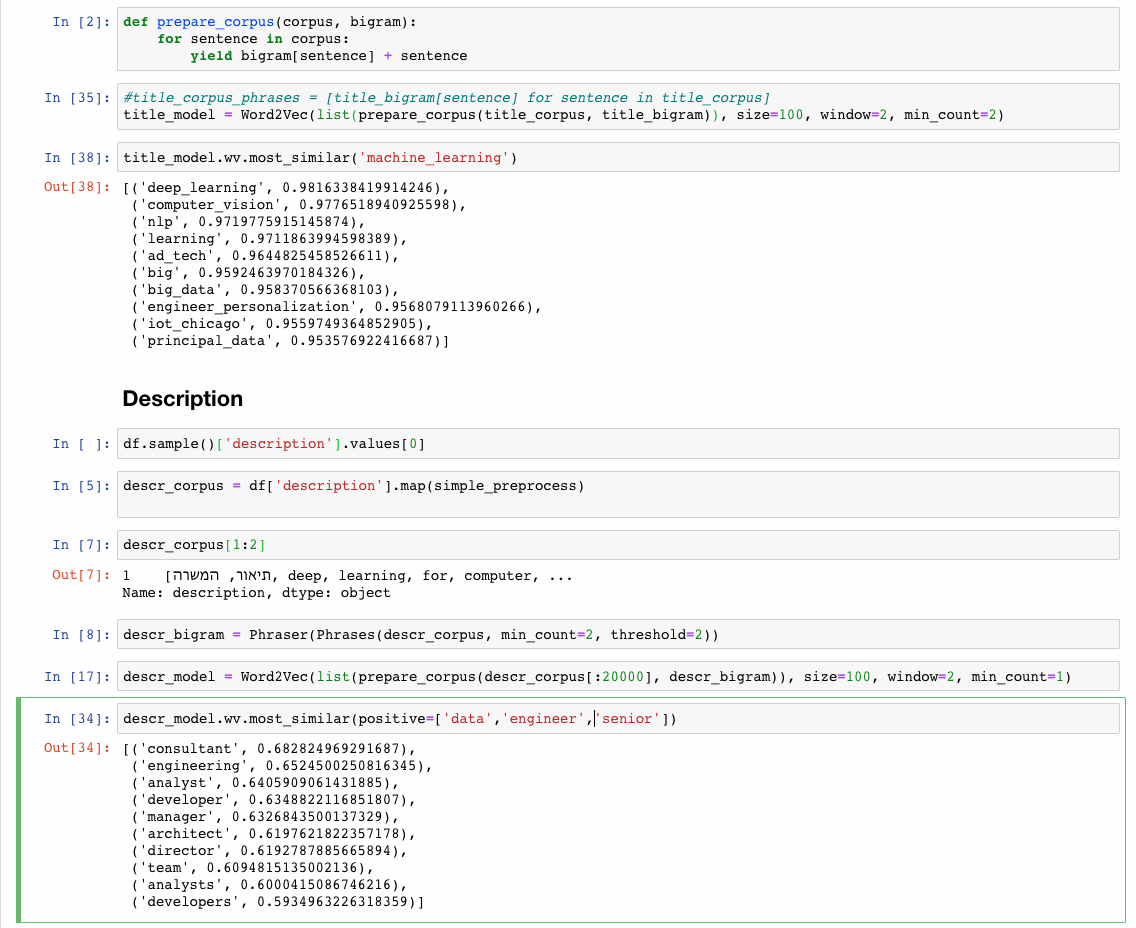 In [2]: def prepare_corpus(corpus, bigram):
    for sentence in corpus:
        yield bigram[sentence] + sentence
In [35]: #title_corpus_phrases = [title_bigram[sentence] for sentence in title_corpus]
title_model = Word2Vec(list(prepare_corpus(title_corpus, title_bigram)), size=100, window=2, min_count=2)
In [38]: title_model.wv.most_similar('machine_learning')
Out[38]: [('deep_learning', 0.9816338419914246),
('computer_vision', 0.9776518940925598),
('nlp', 0.9719775915145874),
('learning', 0.9711863994598389),
('ad_tech', 0.9644825458526611),
('big', 0.9592463970184326),
('big_data', 0.958370566368103),
('engineer_personalization', 0.9568079113960266),
('iot_chicago', 0.9559749364852905),
('principal_data', 0.953576922416687)]
Description
In [ ]: df.sample()['description'].values[0]
In [5]: descr_corpus = df['description'].map(simple_preprocess)
In [7]: descr_corpus[1:2]
Out[7]: 1    [תיאור, המשרה, deep, learning, for, computer, ...
Name: description, dtype: object
In [8]: descr_bigram = Phraser(Phrases(descr_corpus, min_count=2, threshold=2))
In [17]: descr_model = Word2Vec(list(prepare_corpus(descr_corpus[:20000], descr_bigram)), size=100, window=2, min_count=1)
In [34]: descr_model.wv.most_similar(positive=['data','engineer','senior'])
Out[34]: [('consultant', 0.682824969291687),
('engineering', 0.6524500250816345),
('analyst', 0.6405909061431885),
('developer', 0.6348822116851807),
('manager', 0.6326843500137329),
('architect', 0.6197621822357178),
('director', 0.6192787885665894),
('team', 0.6094815135002136),
('analysts', 0.6000415086746216),
('developers', 0.5934963226318359)]